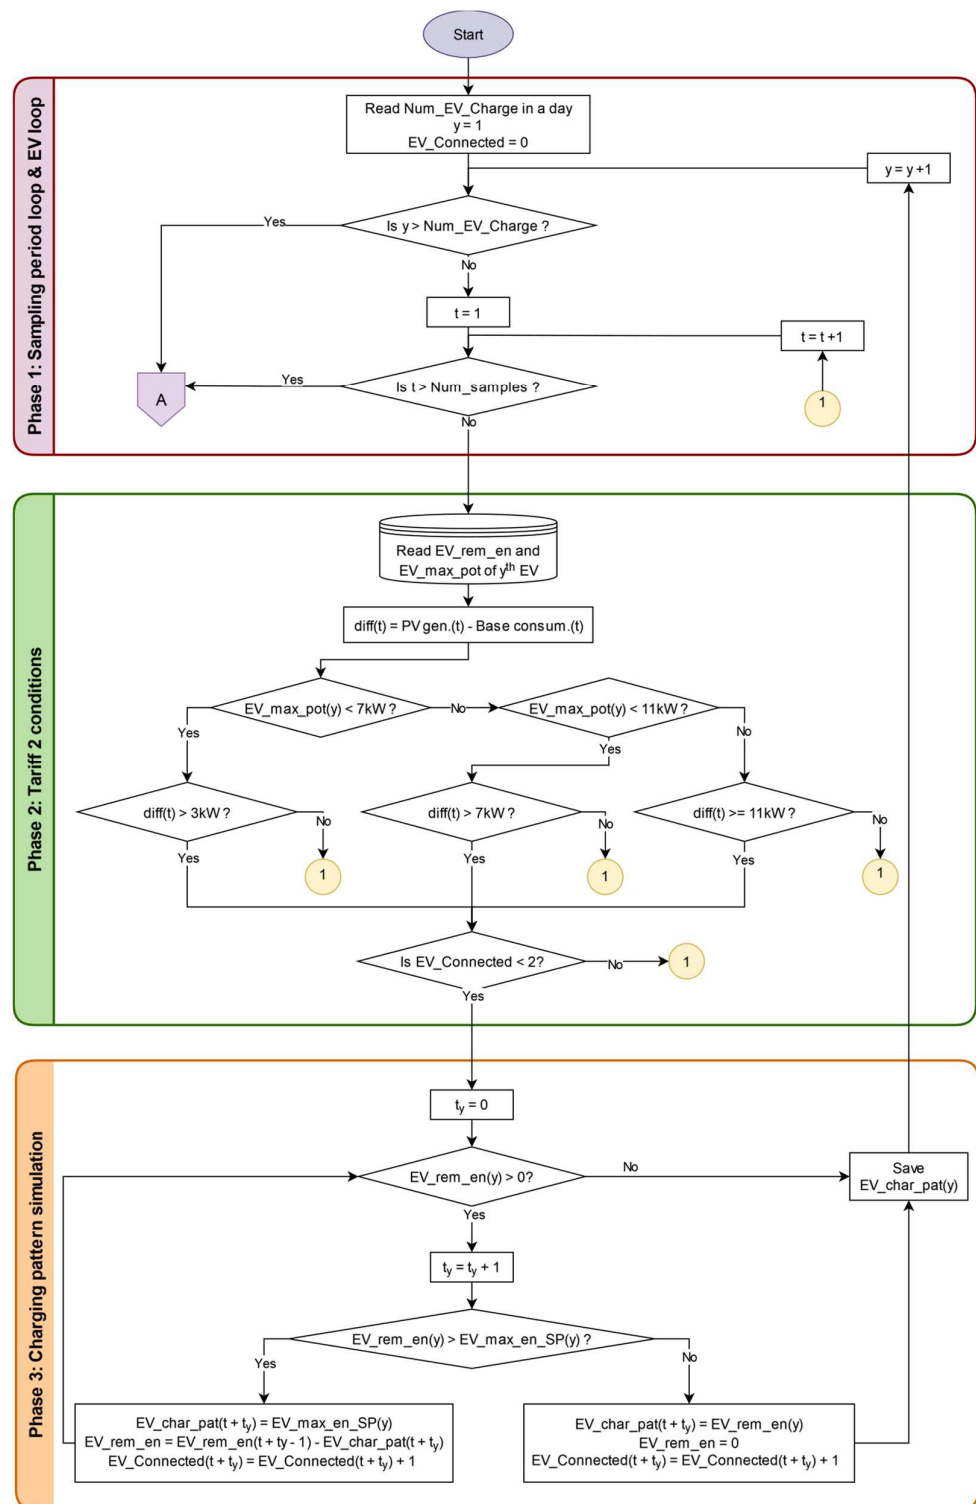 Start
Phase 1: Sampling period loop & EV loop
Read Num_EV_Charge in a day
y = 1
EV_Connected = 0
y = y +1
Yes
Is y > Num_EV_Charge ?
No
t = 1
t = t +1
A
Yes
Is t > Num_samples ?
1
No
Phase 2: Tariff 2 conditions
Read EV_rem_en and
EV_max_pot of yth EV
diff(t) = PV gen.(t) - Base consum.(t)
EV_max_pot(y) < 7kW ?
No
EV_max_pot(y) < 11kW ?
Yes
Yes
No
diff(t) > 3kW ?
No
diff(t) > 7kW ?
No
diff(t) >= 11kW ?
No
Yes
1
Yes
1
Yes
1
Is EV_Connected < 2?
No
1
Yes
Phase 3: Charging pattern simulation
ty = 0
EV_rem_en(y) > 0?
No
Save
EV_char_pat(y)
Yes
ty = ty + 1
EV_rem_en(y) > EV_max_en_SP(y) ?
Yes
No
EV_char_pat(t + ty) = EV_max_en_SP(y)
EV_rem_en = EV_rem_en(t + ty - 1) - EV_char_pat(t + ty)
EV_Connected(t + ty) = EV_Connected(t + ty) + 1
EV_char_pat(t + ty) = EV_rem_en(y)
EV_rem_en = 0
EV_Connected(t + ty) = EV_Connected(t + ty) + 1